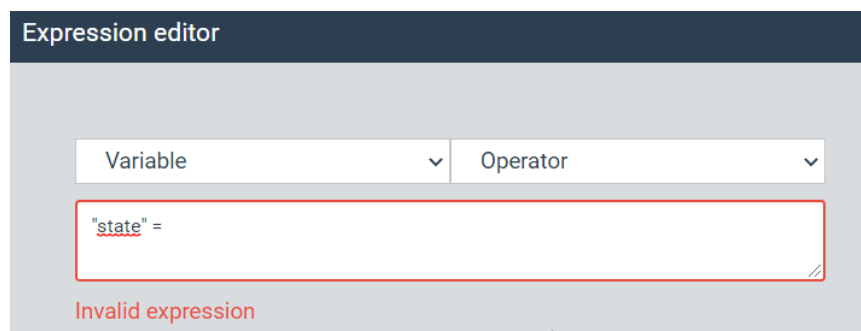 Expression editor
Variable Operator
"state" =
Invalid expression